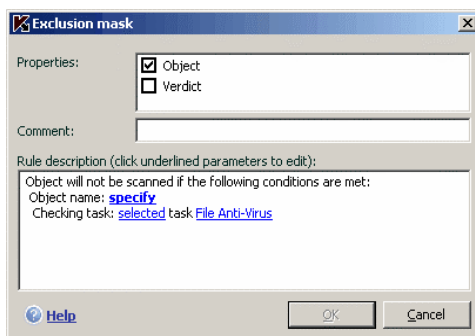 Exclusion mask
Properties:
Object
Verdict
Comment:
Rule description (click underlined parameters to edit):
Object will not be scanned if the following conditions are met:
Object name: specify
Checking task: selected task File Anti-Virus
Help
OK
Cancel